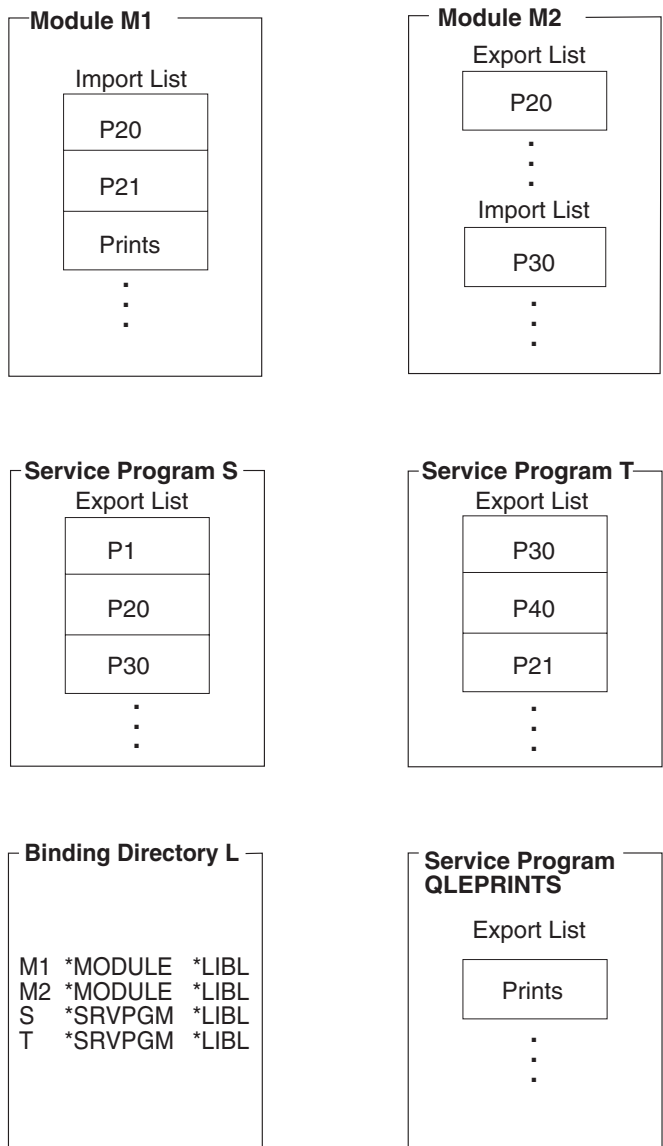 Module M1
Import List
P20
P21
Prints
Module M2
Export List
P20
Import List
P30
Service Program S
Export List
P1
P20
P30
Service Program T
Export List
P30
P40
P21
Binding Directory L
M1 *MODULE *LIBL
M2 *MODULE *LIBL
S *SRVPGM *LIBL
T *SRVPGM *LIBL
Service Program
QLEPRINTS
Export List
Prints